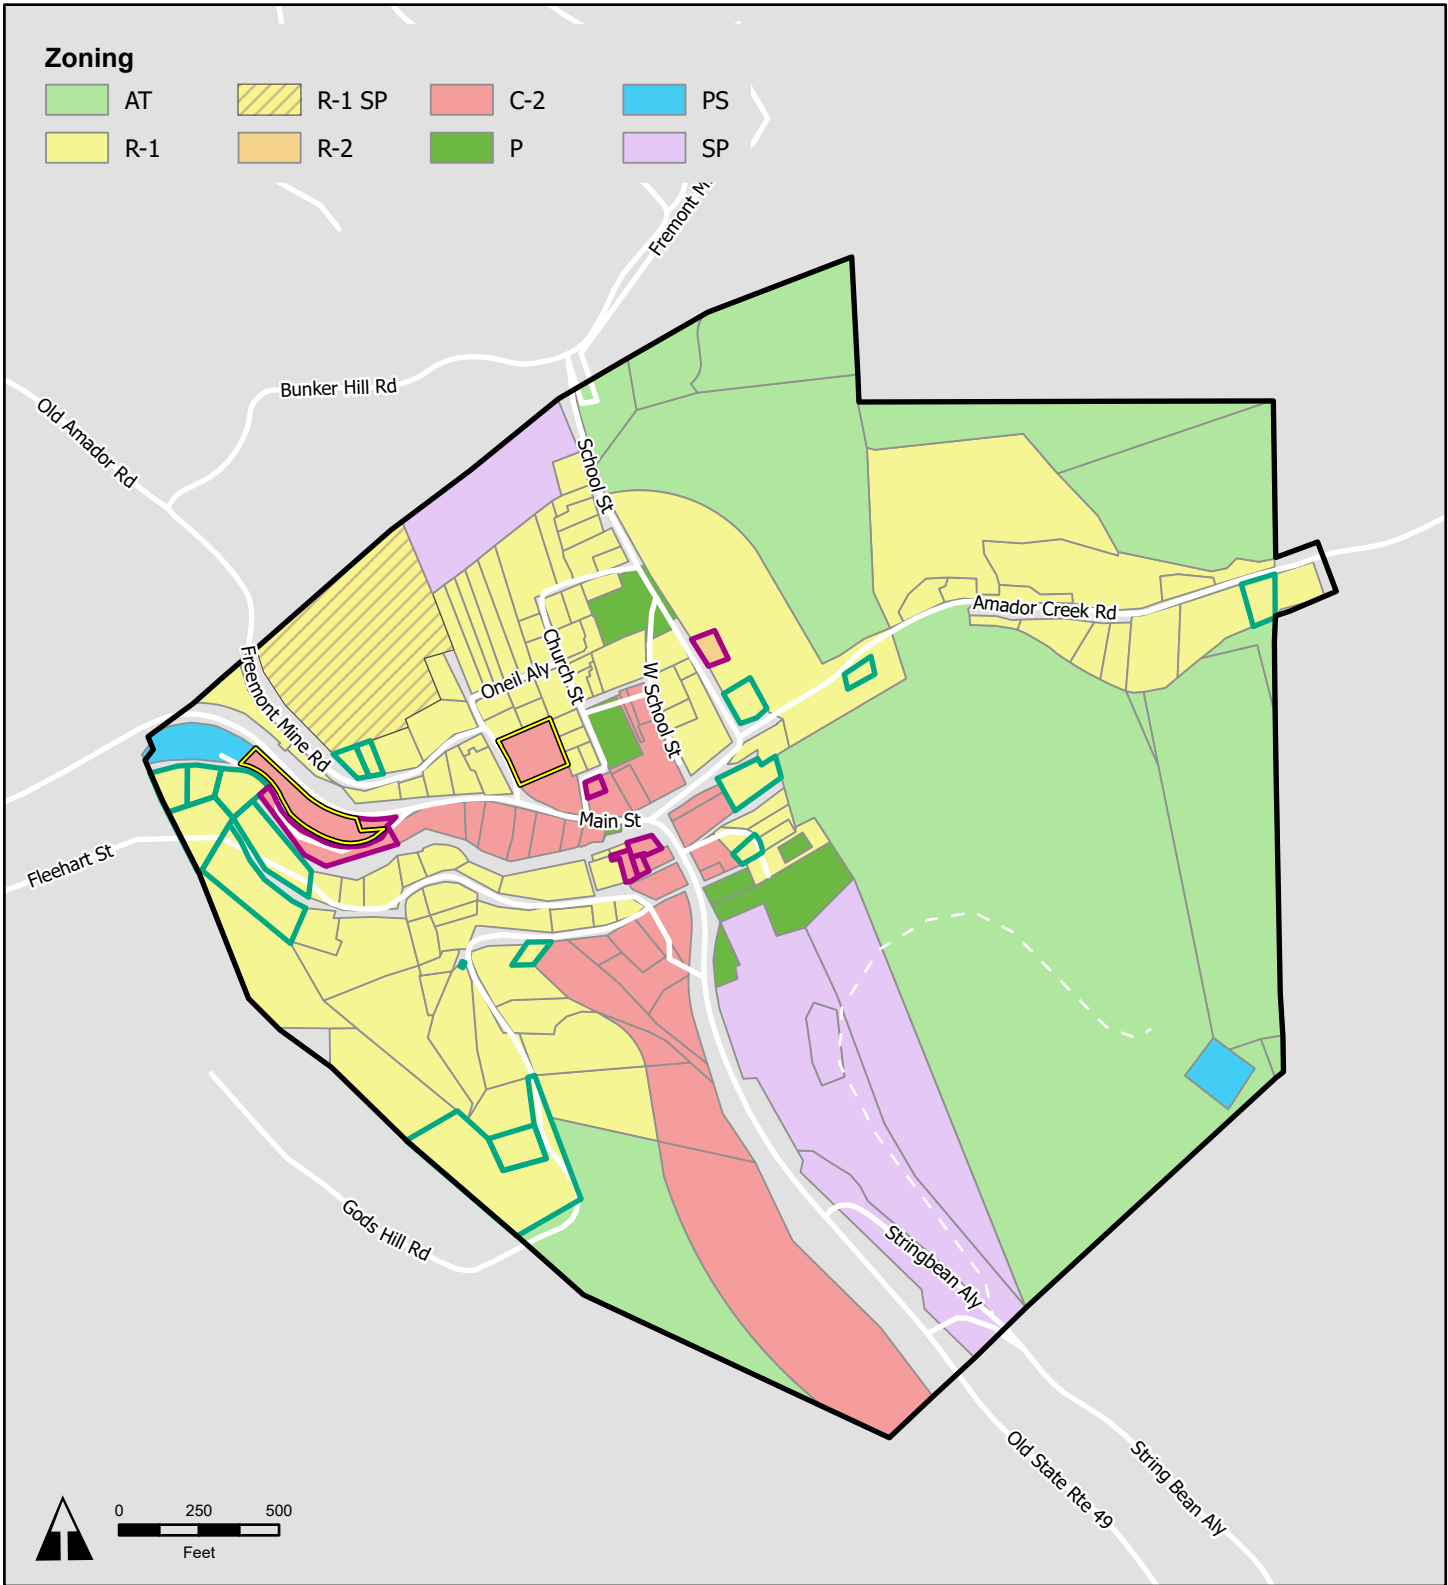 Zoning
AT
R-1 SP
C-2
PS
R-1
R-2
P
SP
Fremont M
Bunker Hill Rd
Old Amador Rd
School St
Amador Creek Rd
Church St
Oneil Aly
W School St
Freemont Mine Rd
Main St
Fleehart St
Gods Hill Rd
Stringbean Aly
Old State Rte 49
String Bean Aly
0 250 500
Feet